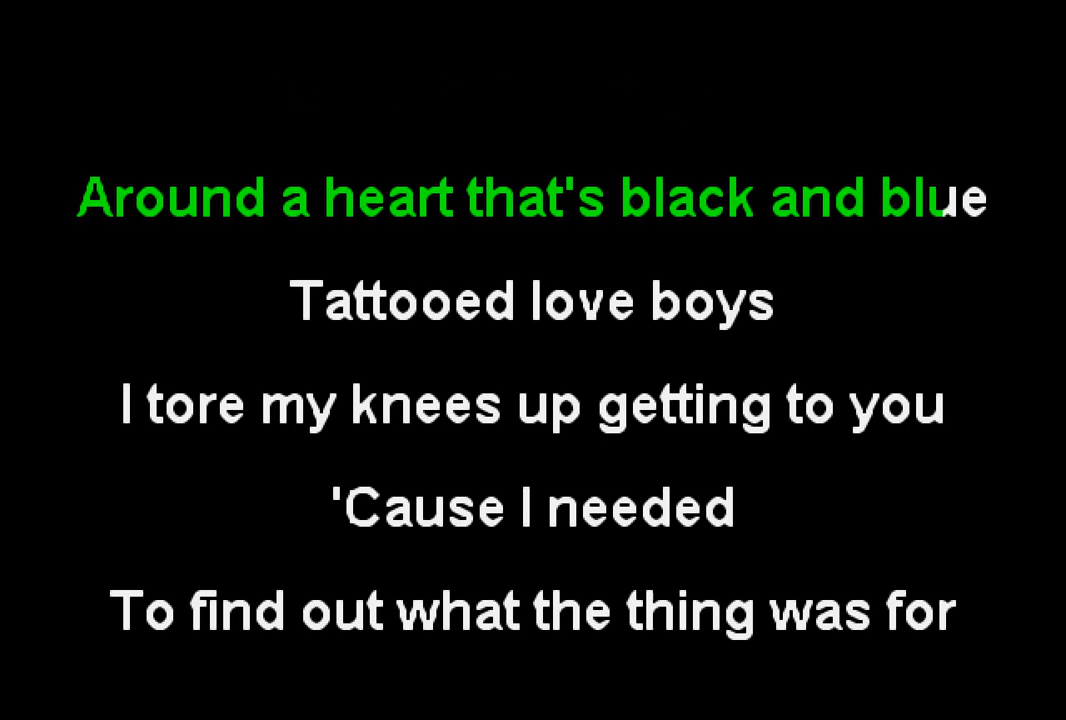 Around a heart that's black and blue
Tattooed love boys
I tore my knees up getting to you
'Cause I needed
To find out what the thing was for